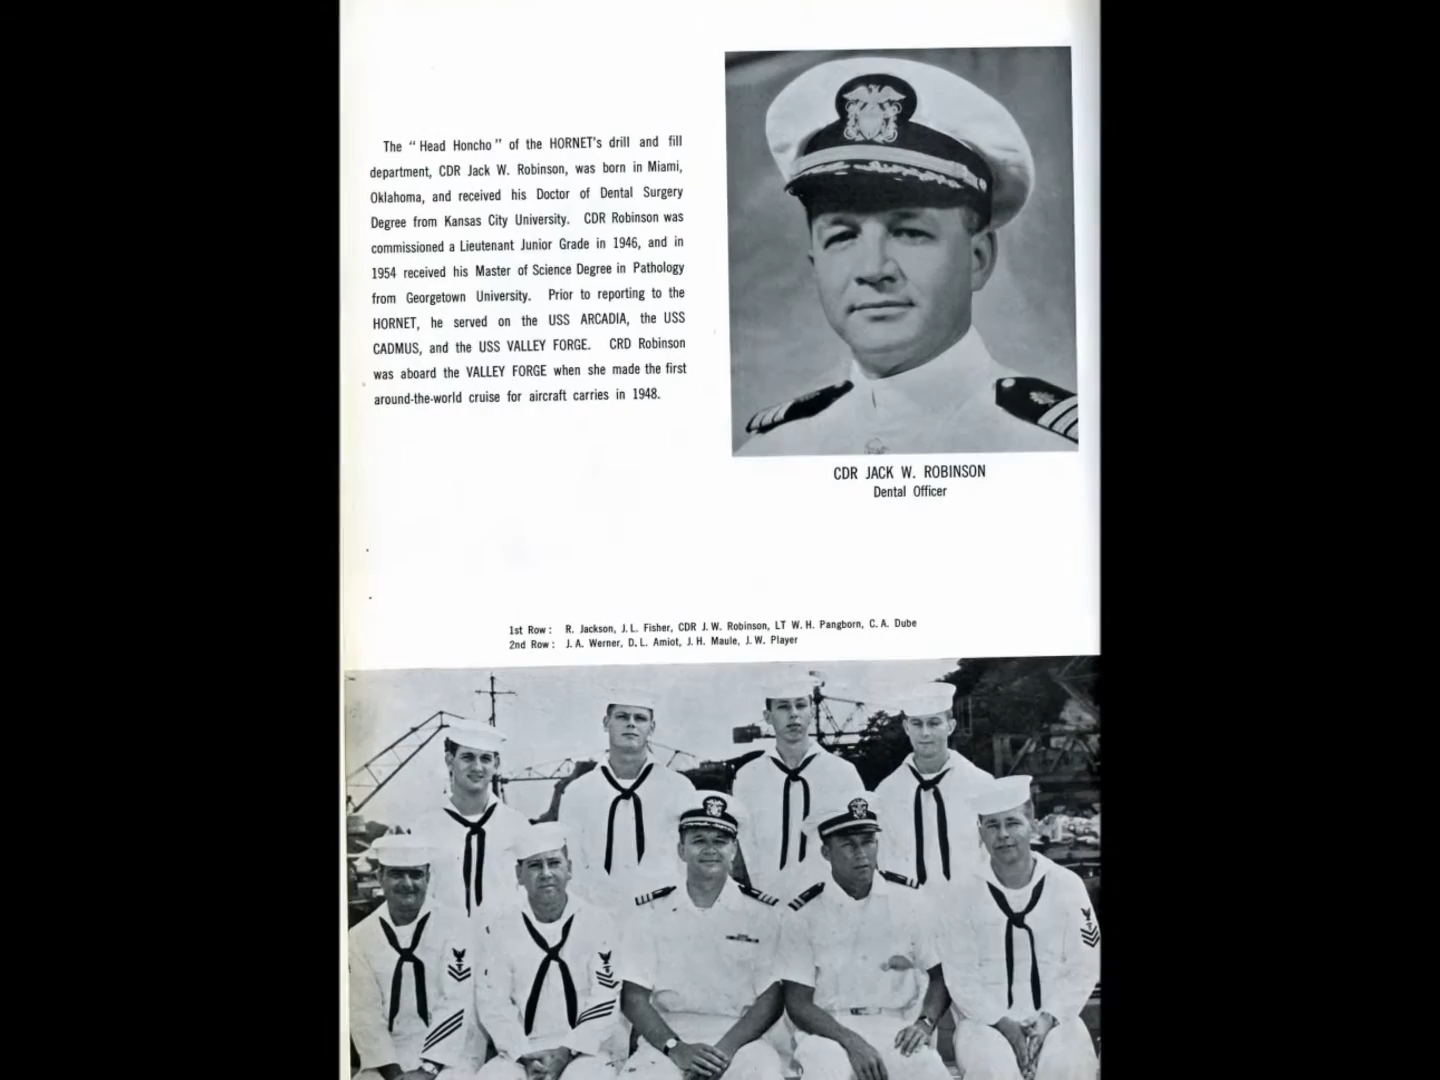 The " Head Honcho " of the HORNET's drill and fill
department, CDR Jack W. Robinson, was born in Miami,
Oklahoma, and received his Doctor of Dental Surgery
Degree from Kansas City University. CDR Robinson was
commissioned a Lieutenant Junior Grade in 1946, and in
1954 received his Master of Science Degree in Pathology
from Georgetown University. Prior to reporting to the
HORNET, he served on the USS ARCADIA, the USS
CADMUS, and the USS VALLEY FORGE. CRD Robinson
was aboard the VALLEY FORGE when she made the first
around-the-world cruise for aircraft carries in 1948.
CDR JACK W. ROBINSON
Dental Officer
1st Row : R. Jackson, J. L. Fisher, CDR J. W. Robinson, LT W. H. Pangborn, C. A. Dube
2nd Row : J. A. Werner, D. L. Amiot, J. H. Maule, J. W. Player